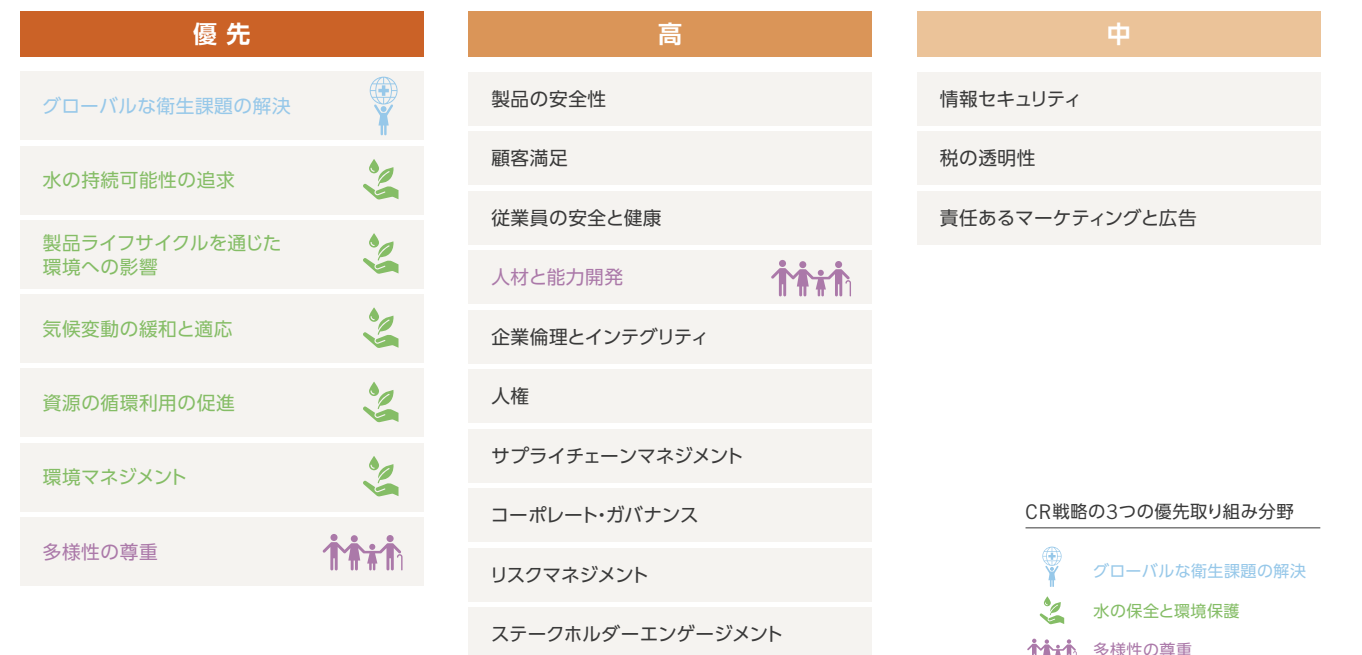 優先
グローバルな衛生課題の解決
水の持続可能性の追求
製品ライフサイクルを通じた
環境への影響
気候変動の緩和と適応
資源の循環利用の促進
環境マネジメント
多様性の尊重
高
製品の安全性
顧客満足
従業員の安全と健康
人材と能力開発
企業倫理とインテグリティ
人権
サプライチェーンマネジメント
コーポレート・ガバナンス
リスクマネジメント
ステークホルダーエンゲージメント
中
情報セキュリティ
税の透明性
責任あるマーケティングと広告
CR戦略の3つの優先取り組み分野
グローバルな衛生課題の解決
水の保全と環境保護
多様性の尊重